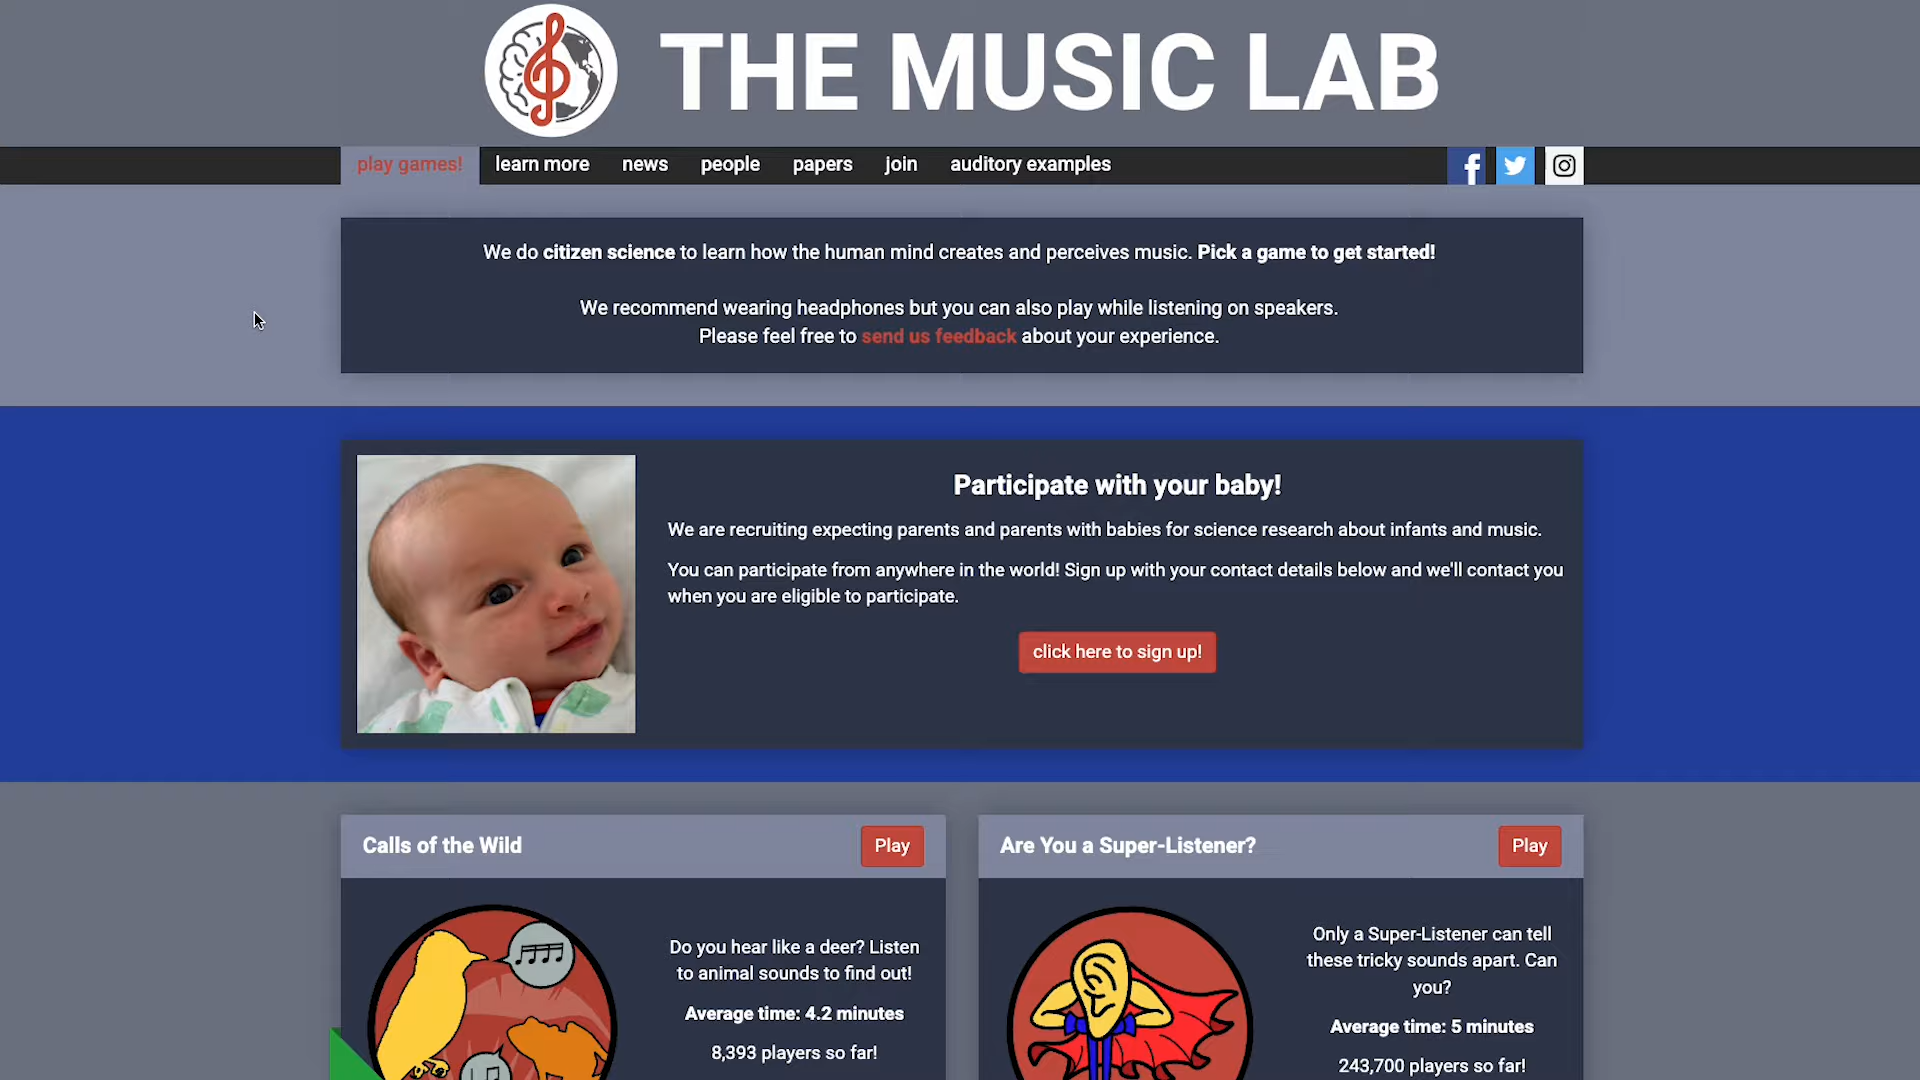 THE MUSIC LAB
play games! learn more news people papers join auditory examples
We do citizen science to learn how the human mind creates and perceives music. Pick a game to get started!
We recommend wearing headphones but you can also play while listening on speakers.
Please feel free to send us feedback about your experience.
Participate with your baby!
We are recruiting expecting parents and parents with babies for science research about infants and music.
You can participate from anywhere in the world! Sign up with your contact details below and we'll contact you
when you are eligible to participate.
click here to sign up!
Calls of the Wild
Play
Do you hear like a deer? Listen
to animal sounds to find out!
Average time: 4.2 minutes
8,393 players so far!
Are You a Super-Listener?
Play
Only a Super-Listener can tell
these tricky sounds apart. Can
you?
Average time: 5 minutes
243,700 players so far!